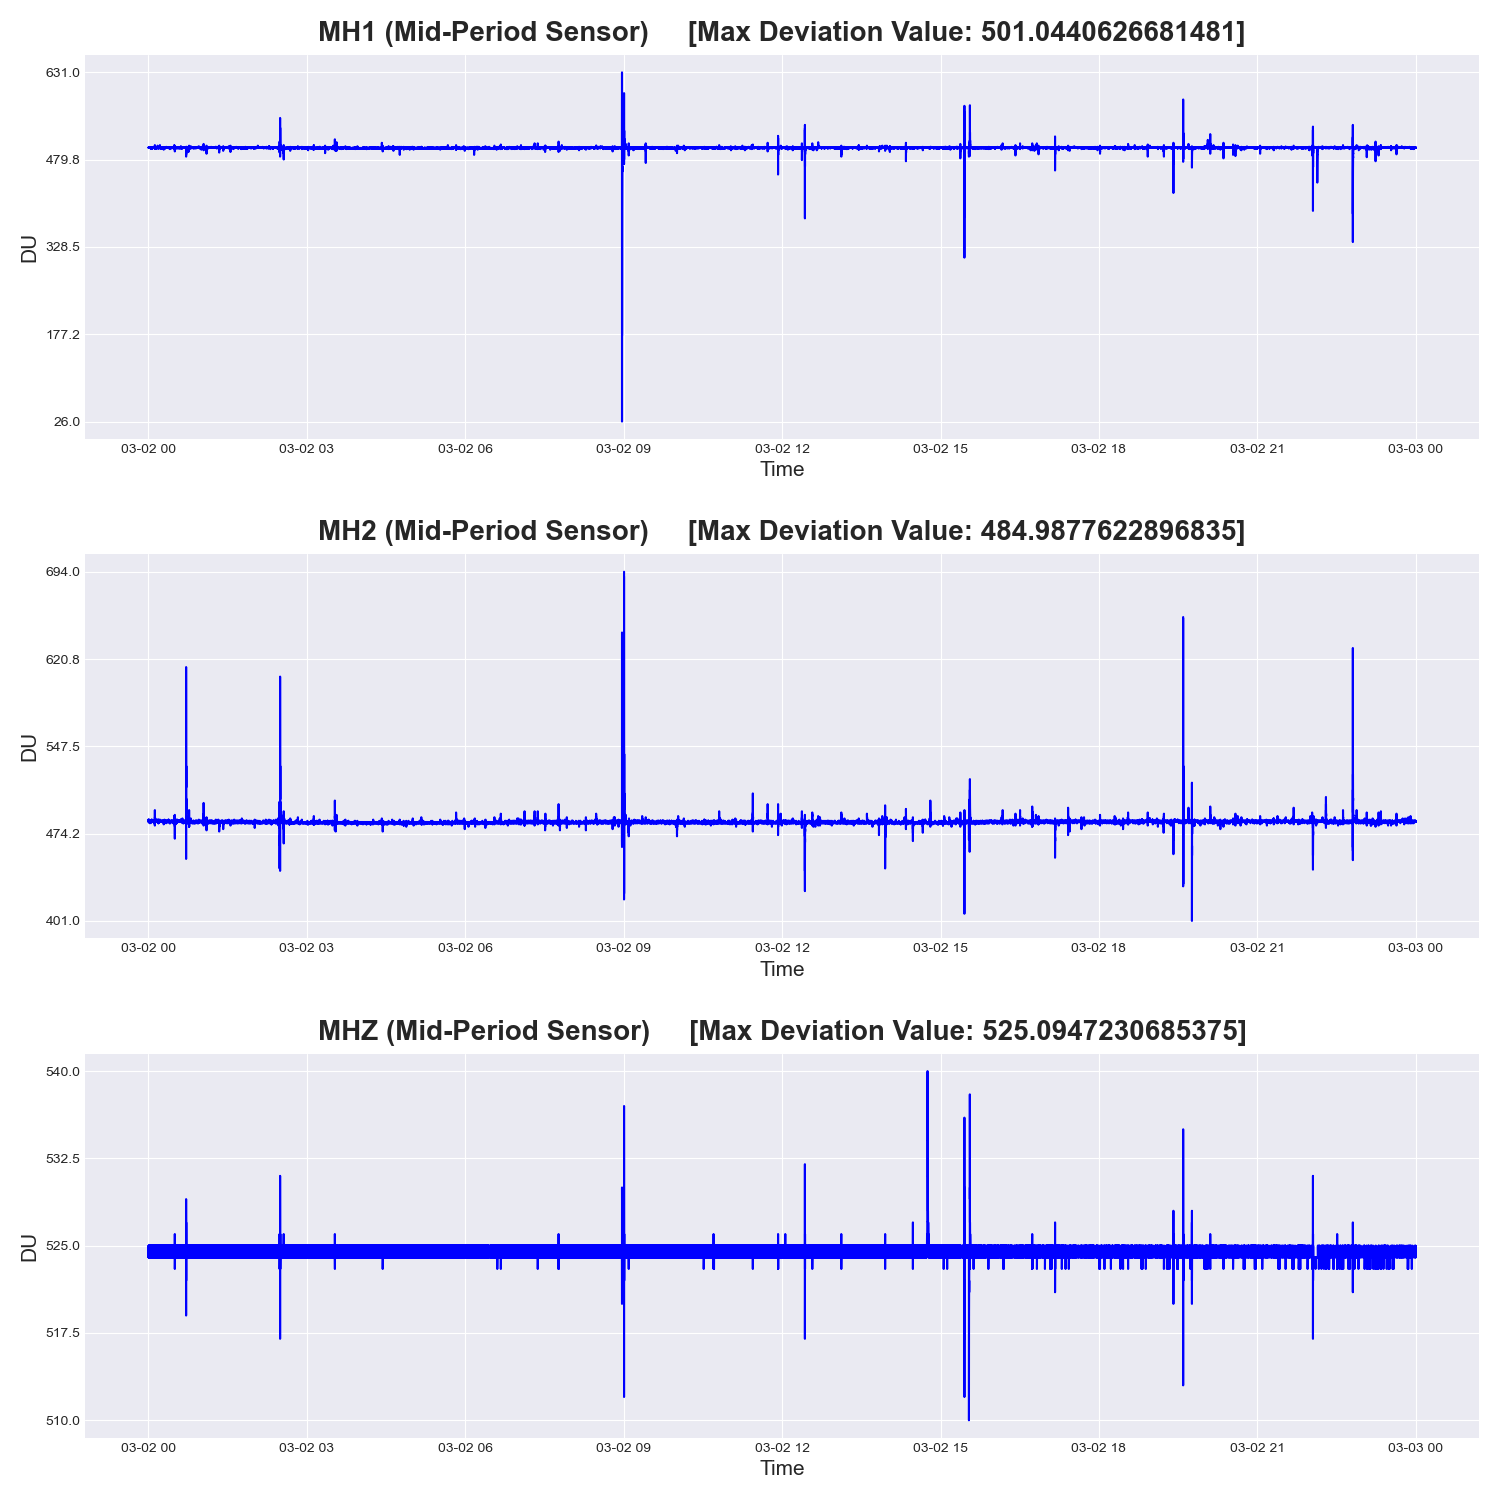 MH1 (Mid-Period Sensor) [Max Deviation Value: 501.0440626681481]
631.0
479.8
328.5
177.2
26.0
DU
03-02 00 03-02 03 03-02 06 03-02 09 03-02 12 03-02 15 03-02 18 03-02 21 03-03 00
Time
MH2 (Mid-Period Sensor) [Max Deviation Value: 484.9877622896835]
694.0
620.8
547.5
474.2
401.0
DU
03-02 00 03-02 03 03-02 06 03-02 09 03-02 12 03-02 15 03-02 18 03-02 21 03-03 00
Time
MHZ (Mid-Period Sensor) [Max Deviation Value: 525.0947230685375]
540.0
532.5
525.0
517.5
510.0
DU
03-02 00 03-02 03 03-02 06 03-02 09 03-02 12 03-02 15 03-02 18 03-02 21 03-03 00
Time